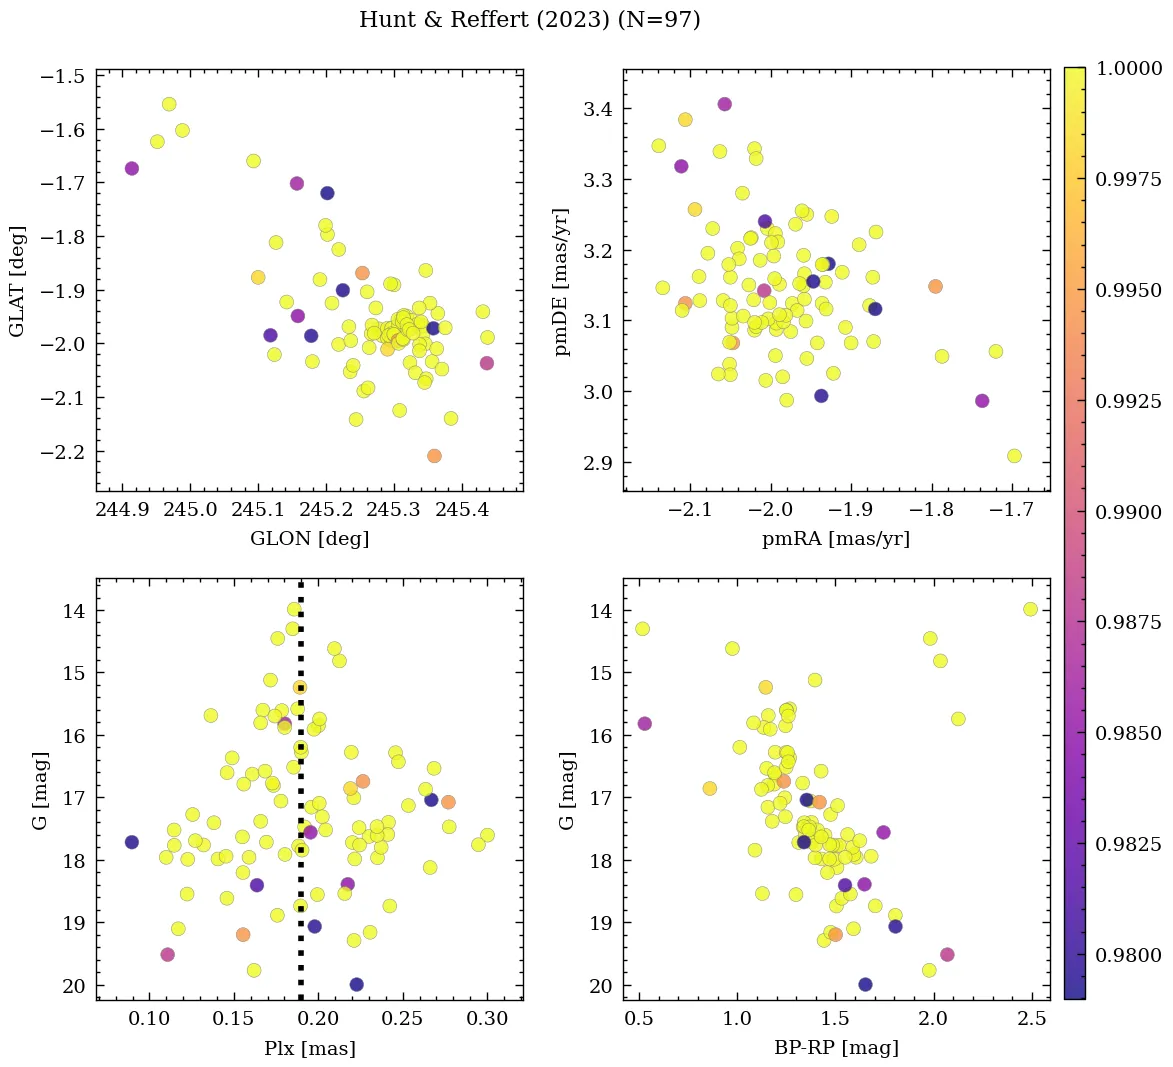 Hunt & Reffert (2023) (N=97)
−1.5
−1.6
−1.7
−1.8
−1.9
−2.0
−2.1
−2.2
GLAT [deg]
244.9 245.0 245.1 245.2 245.3 245.4
GLON [deg]
3.4
3.3
3.2
3.1
3.0
2.9
pmDE [mas/yr]
−2.1 −2.0 −1.9 −1.8 −1.7
pmRA [mas/yr]
1.0000
0.9975
0.9950
0.9925
0.9900
0.9875
0.9850
0.9825
0.9800
14
15
16
17
18
19
20
G [mag]
0.10 0.15 0.20 0.25 0.30
Plx [mas]
14
15
16
17
18
19
20
G [mag]
0.5 1.0 1.5 2.0 2.5
BP-RP [mag]